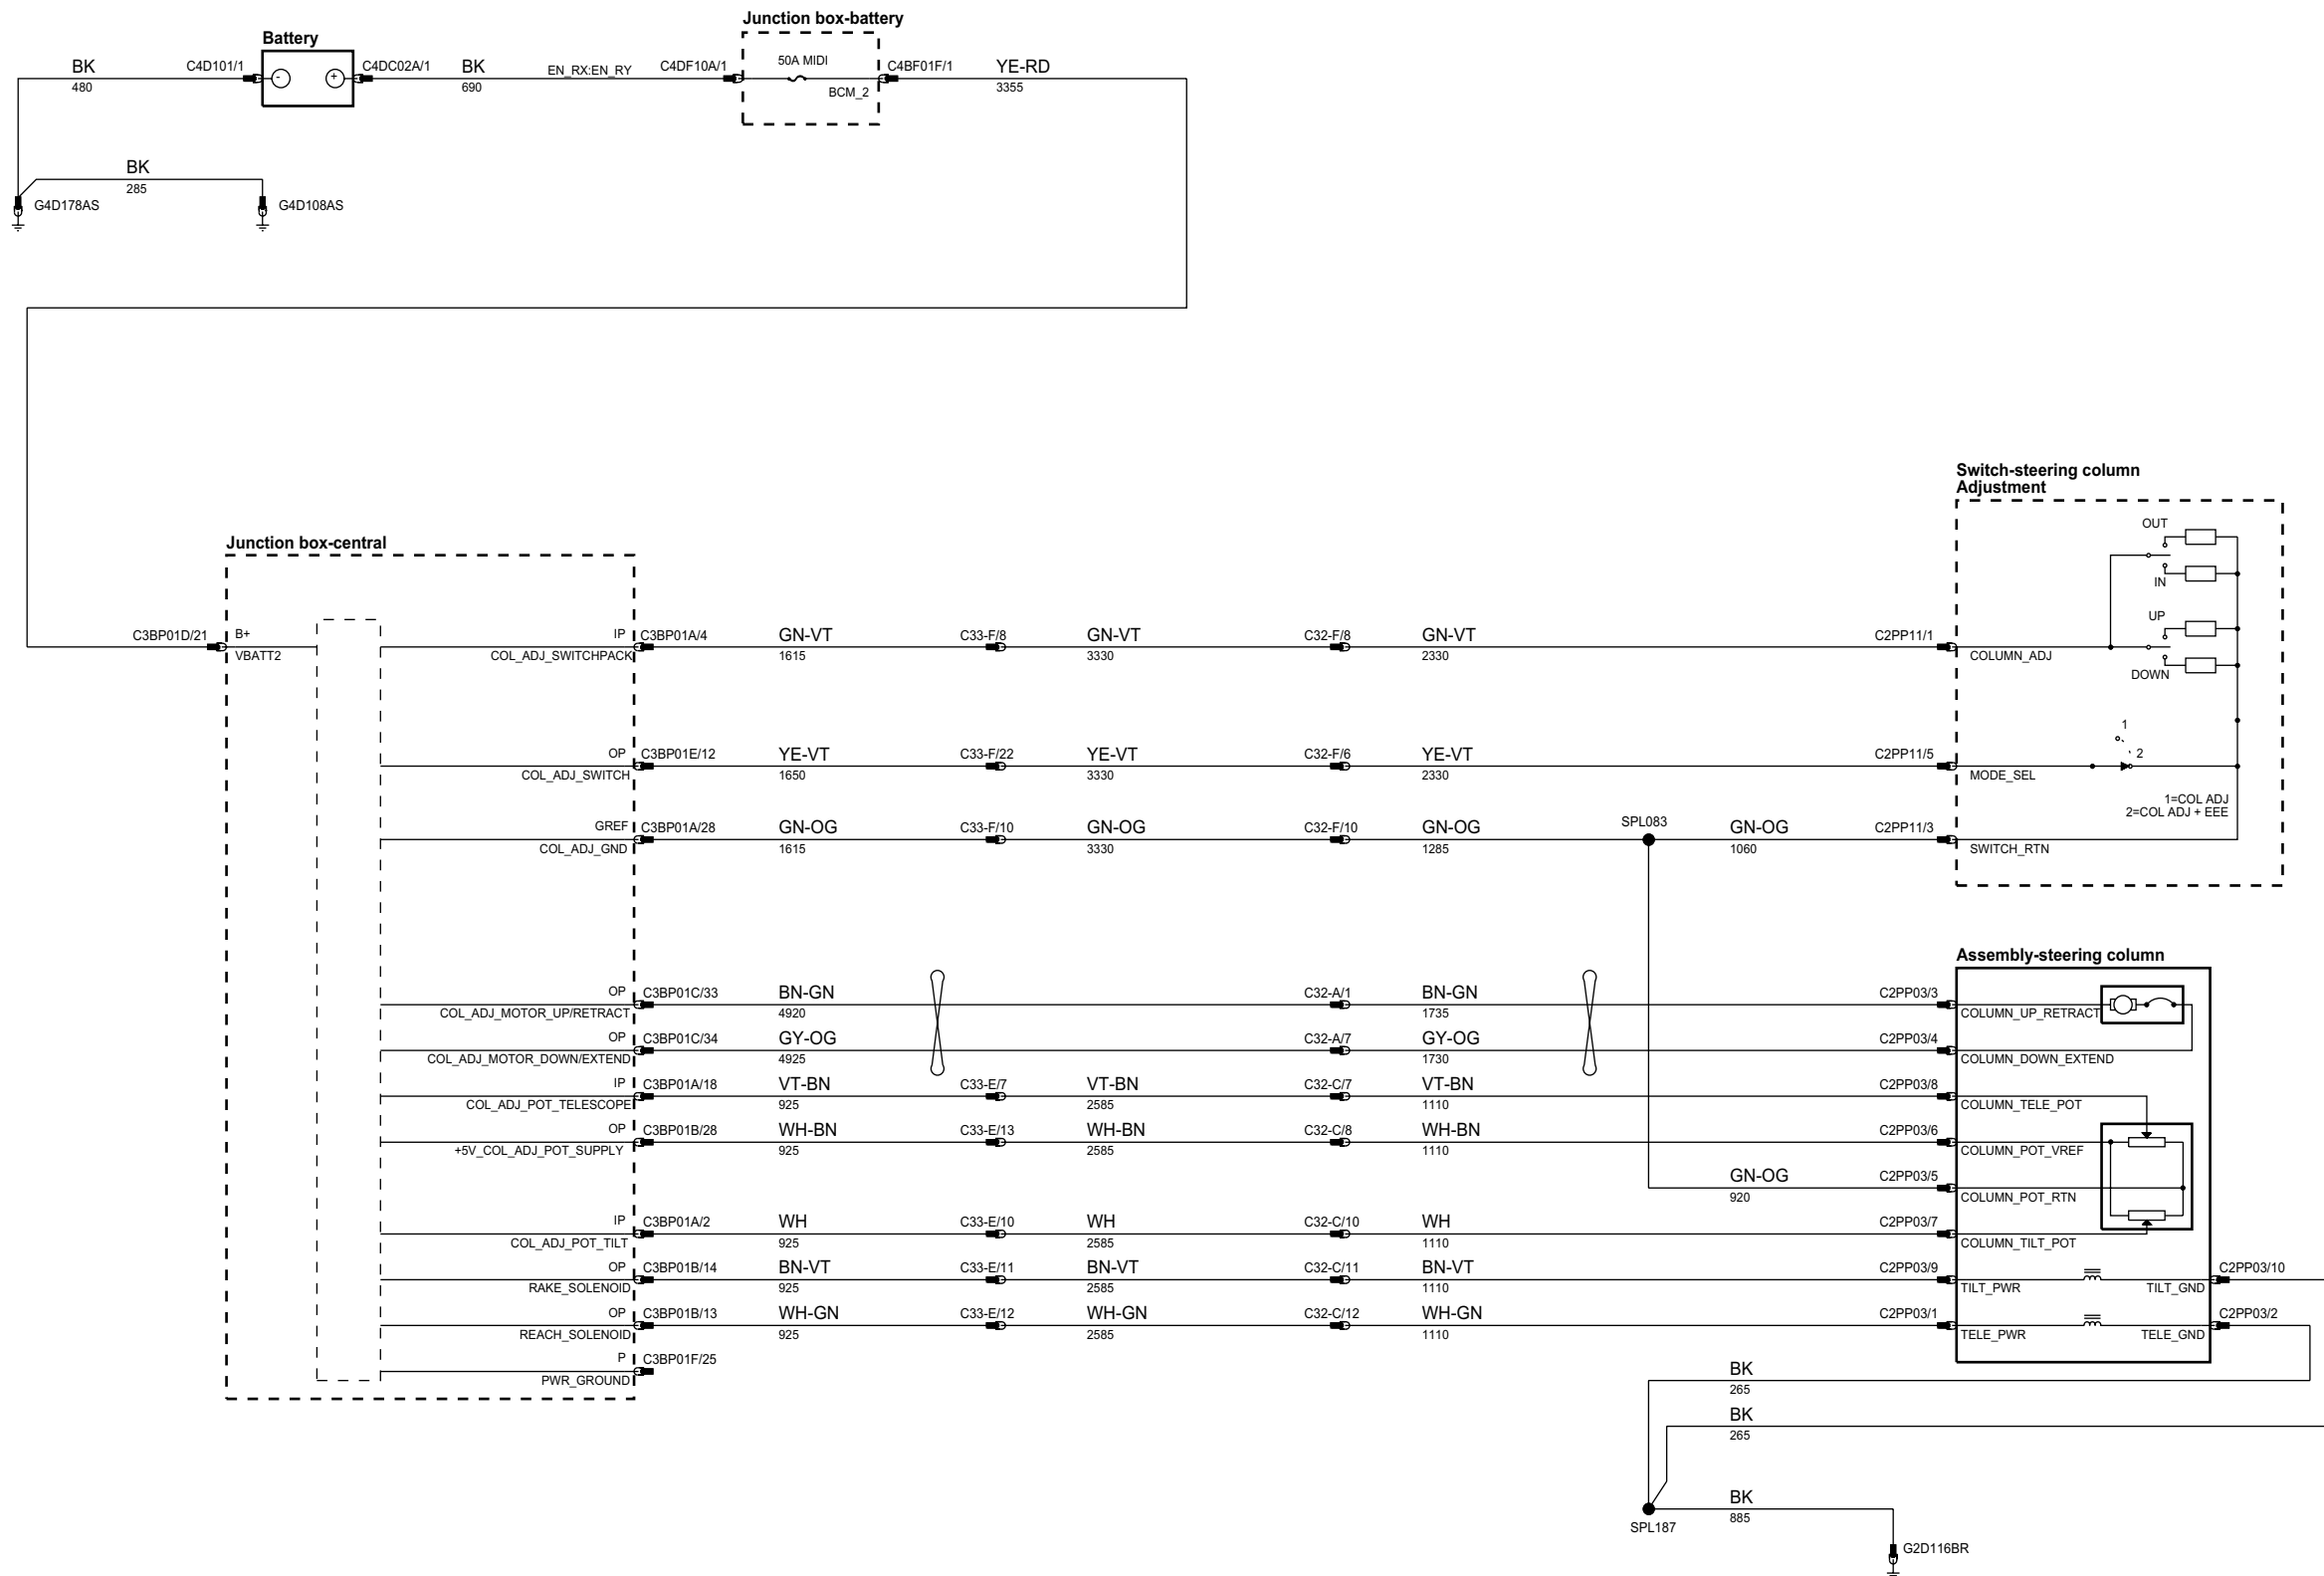 Junction box-battery
Battery
BK
480
C4D101/1
-
+
C4DC02A/1
BK
690
EN_RX:EN_RY
C4DF10A/1
50A MIDI
BCM_2
C4BF01F/1
YE-RD
3355
BK
285
G4D178AS
G4D108AS
Switch-steering column
Adjustment
OUT
IN
UP
DOWN
Junction box-central
C3BP01D/21
B+
VBATT2
IP
COL_ADJ_SWITCHPACK
C3BP01A/4
GN-VT
1615
C33-F/8
GN-VT
3330
C32-F/8
GN-VT
2330
C2PP11/1
COLUMN_ADJ
OP
COL_ADJ_SWITCH
C3BP01E/12
YE-VT
1650
C33-F/22
YE-VT
3330
C32-F/6
YE-VT
2330
C2PP11/5
MODE_SEL
1
2
1=COL ADJ
2=COL ADJ + EEE
GREF
COL_ADJ_GND
C3BP01A/28
GN-OG
1615
C33-F/10
GN-OG
3330
C32-F/10
GN-OG
1285
SPL083
GN-OG
1060
C2PP11/3
SWITCH_RTN
Assembly-steering column
OP
COL_ADJ_MOTOR_UP/RETRACT
C3BP01C/33
BN-GN
4920
C32-A/1
BN-GN
1735
C2PP03/3
COLUMN_UP_RETRACT
OP
COL_ADJ_MOTOR_DOWN/EXTEND
C3BP01C/34
GY-OG
4925
C32-A/7
GY-OG
1730
C2PP03/4
COLUMN_DOWN_EXTEND
IP
COL_ADJ_POT_TELESCOPE
C3BP01A/18
VT-BN
925
C33-E/7
VT-BN
2585
C32-C/7
VT-BN
1110
C2PP03/8
COLUMN_TELE_POT
OP
+5V_COL_ADJ_POT_SUPPLY
C3BP01B/28
WH-BN
925
C33-E/13
WH-BN
2585
C32-C/8
WH-BN
1110
C2PP03/6
COLUMN_POT_VREF
GN-OG
920
C2PP03/5
COLUMN_POT_RTN
IP
COL_ADJ_POT_TILT
C3BP01A/2
WH
925
C33-E/10
WH
2585
C32-C/10
WH
1110
C2PP03/7
COLUMN_TILT_POT
OP
RAKE_SOLENOID
C3BP01B/14
BN-VT
925
C33-E/11
BN-VT
2585
C32-C/11
BN-VT
1110
C2PP03/9
TILT_PWR
TILT_GND
C2PP03/10
OP
REACH_SOLENOID
C3BP01B/13
WH-GN
925
C33-E/12
WH-GN
2585
C32-C/12
WH-GN
1110
C2PP03/1
TELE_PWR
TELE_GND
C2PP03/2
P
PWR_GROUND
C3BP01F/25
BK
265
BK
265
SPL187
BK
885
G2D116BR